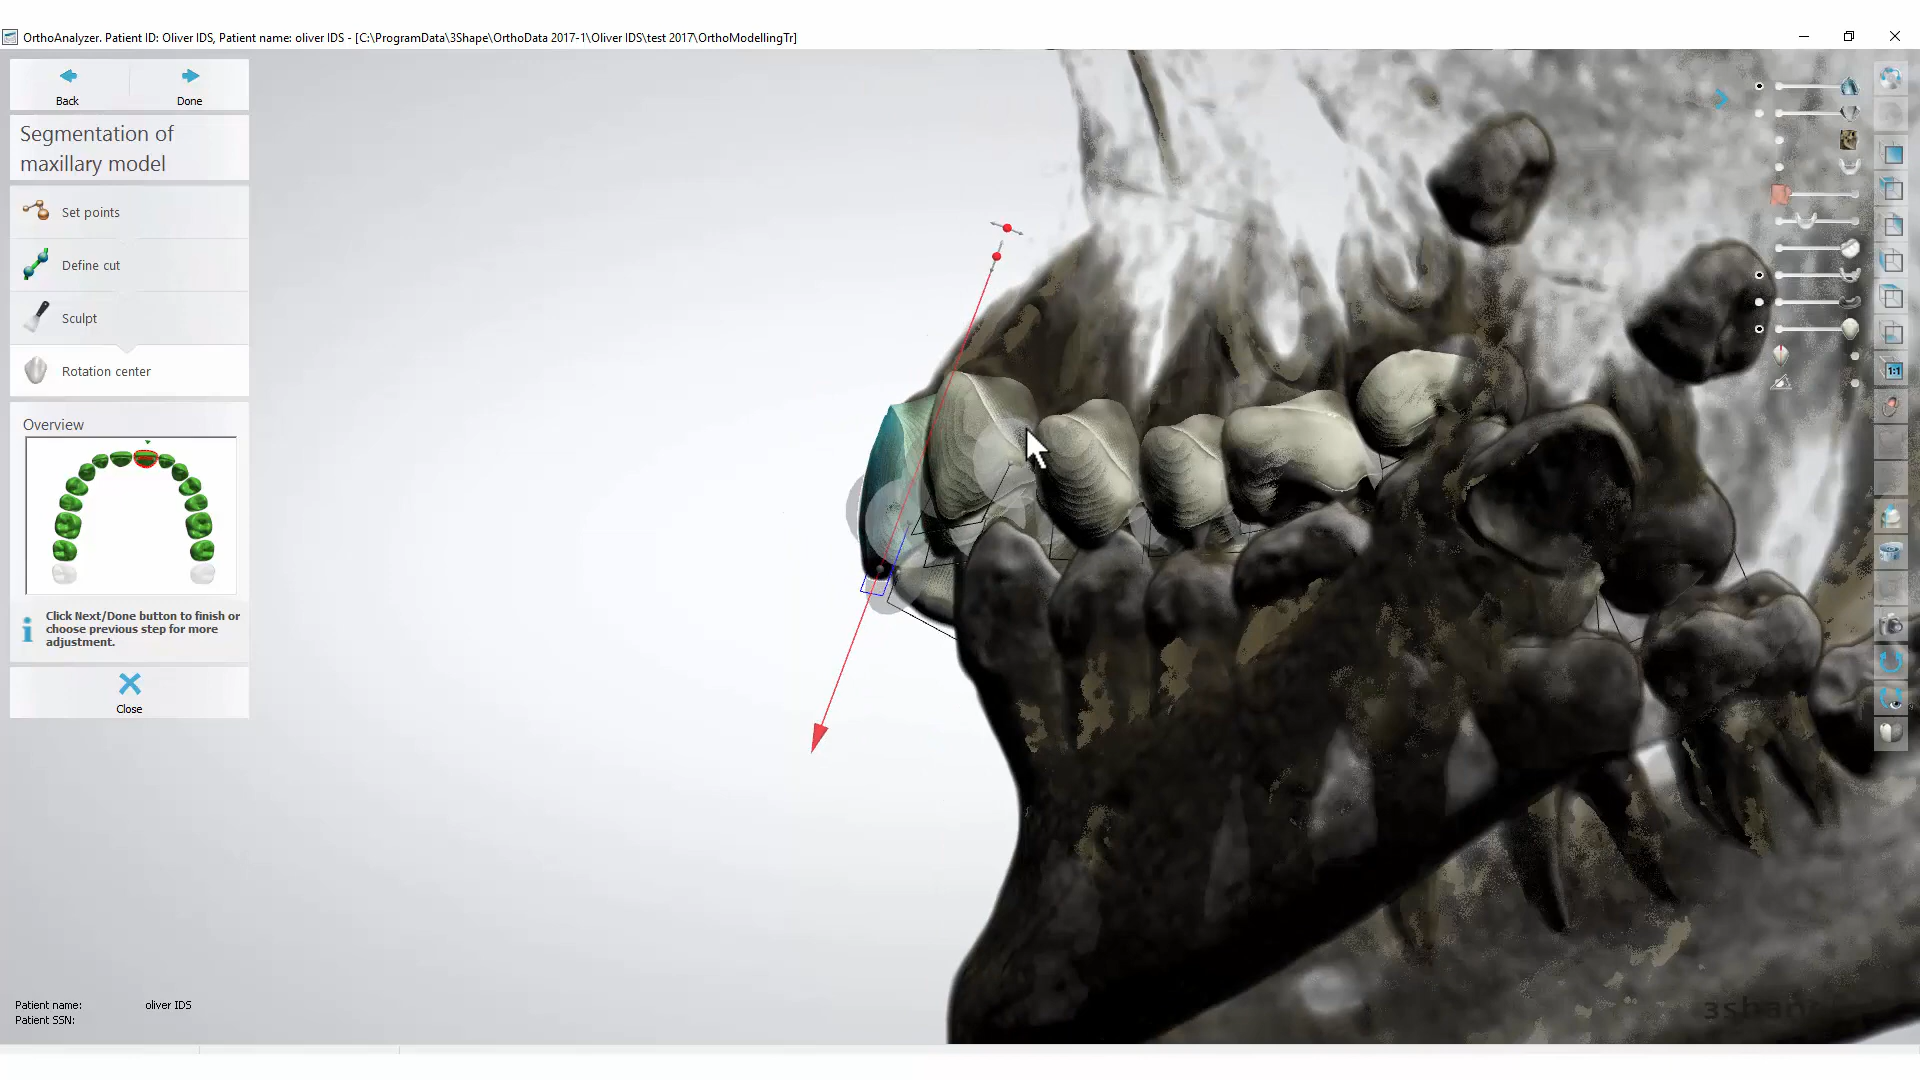 OrthoAnalyzer. Patient ID: Oliver IDS, Patient name: oliver IDS - [C:\ProgramData\3Shape\OrthoData 2017-1\Oliver IDS\test 2017\OrthoModellingTr]
Back
Done
Segmentation of
maxillary model
Set points
Define cut
Sculpt
Rotation center
Overview
Click Next/Done button to finish or
choose previous step for more
adjustment.
Close
1:1
Patient name: oliver IDS
Patient SSN: